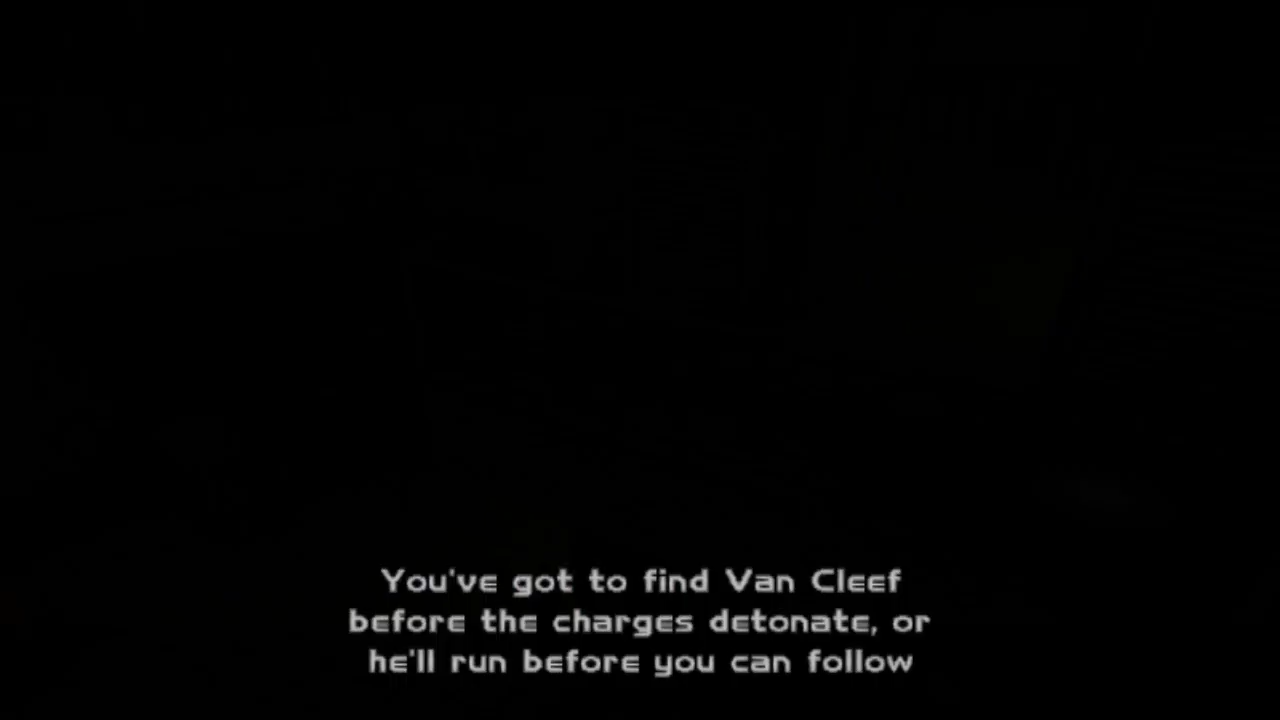 You've got to find Van Cleef
before the charges detonate, or
he'll run before you can follow